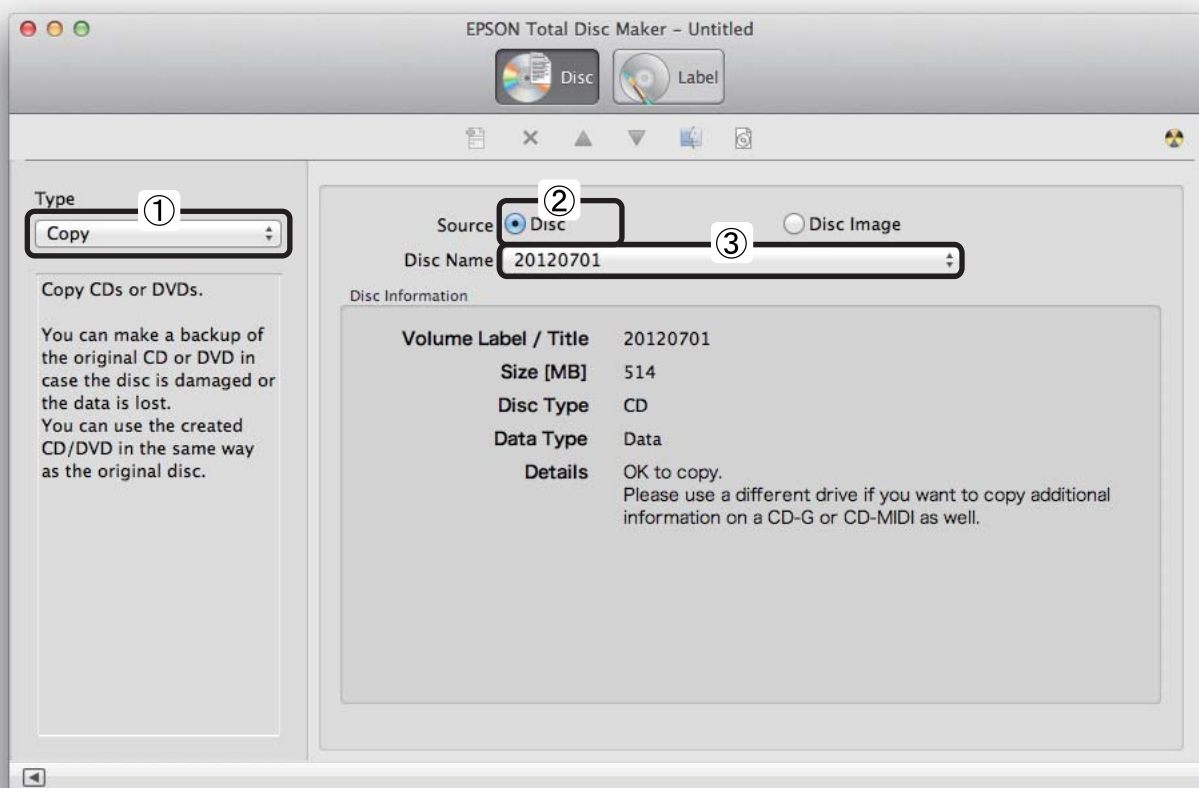 EPSON Total Disc Maker – Untitled
Disc
Label
Type
①
Copy
Copy CDs or DVDs.
You can make a backup of
the original CD or DVD in
case the disc is damaged or
the data is lost.
You can use the created
CD/DVD in the same way
as the original disc.
②
Source Disc Disc Image
③
Disc Name 20120701
Disc Information
Volume Label / Title 20120701
Size [MB] 514
Disc Type CD
Data Type Data
Details OK to copy.
Please use a different drive if you want to copy additional
information on a CD-G or CD-MIDI as well.